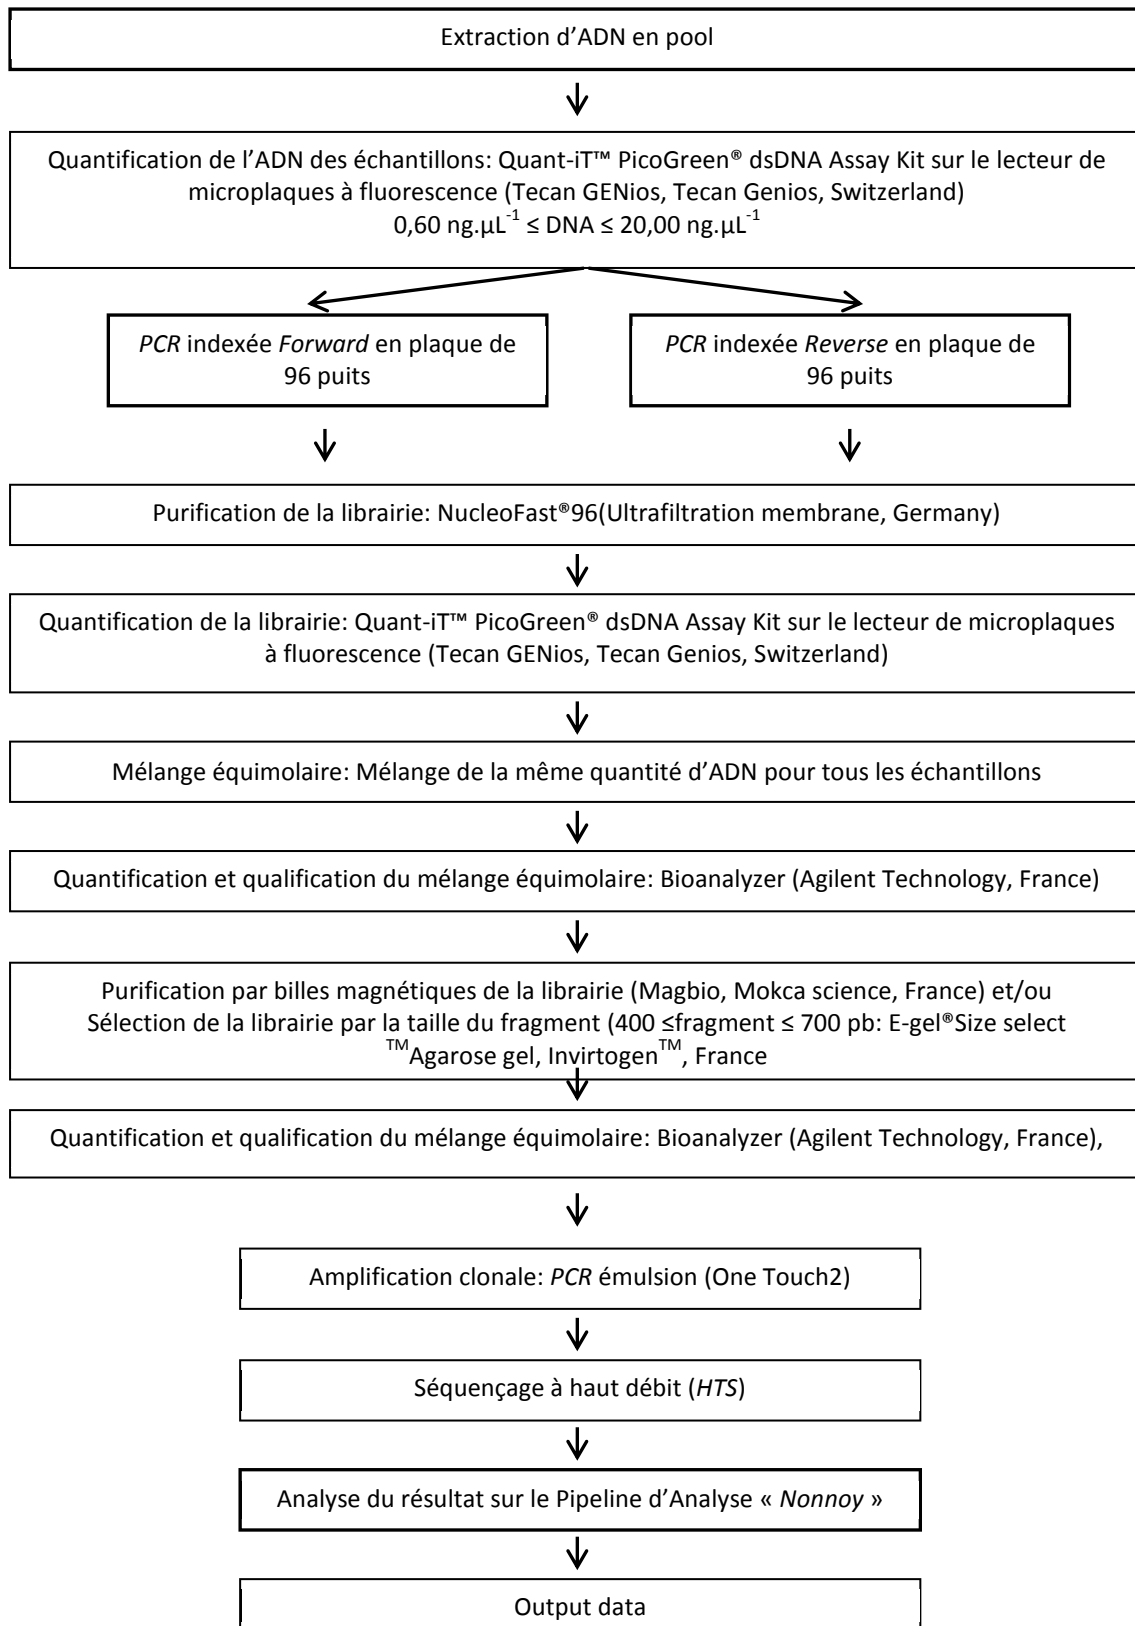 Extraction d’ADN en pool
Quantification de l’ADN des échantillons: Quant-iT™ PicoGreen® dsDNA Assay Kit sur le lecteur de
microplaques à fluorescence (Tecan GENios, Tecan Genios, Switzerland)
0,60 ng.µL⁻¹ ≤ DNA ≤ 20,00 ng.µL⁻¹
PCR indexée Forward en plaque de
96 puits
PCR indexée Reverse en plaque de
96 puits
Purification de la librairie: NucleoFast®96(Ultrafiltration membrane, Germany)
Quantification de la librairie: Quant-iT™ PicoGreen® dsDNA Assay Kit sur le lecteur de microplaques
à fluorescence (Tecan GENios, Tecan Genios, Switzerland)
Mélange équimolaire: Mélange de la même quantité d’ADN pour tous les échantillons
Quantification et qualification du mélange équimolaire: Bioanalyzer (Agilent Technology, France)
Purification par billes magnétiques de la librairie (Magbio, Mokca science, France) et/ou
Sélection de la librairie par la taille du fragment (400 ≤fragment ≤ 700 pb: E-gel®Size select
™Agarose gel, Invirtogen™, France
Quantification et qualification du mélange équimolaire: Bioanalyzer (Agilent Technology, France),
Amplification clonale: PCR émulsion (One Touch2)
Séquençage à haut débit (HTS)
Analyse du résultat sur le Pipeline d’Analyse « Nonnoy »
Output data